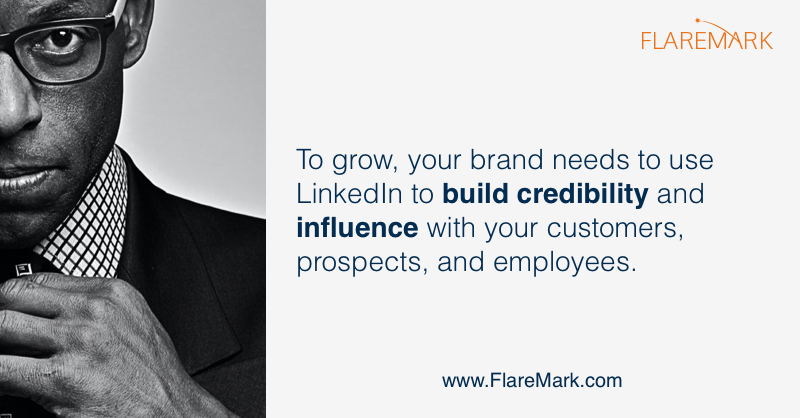 FLAREMARK
To grow, your brand needs to use
LinkedIn to build credibility and
influence with your customers,
prospects, and employees.
www.FlareMark.com